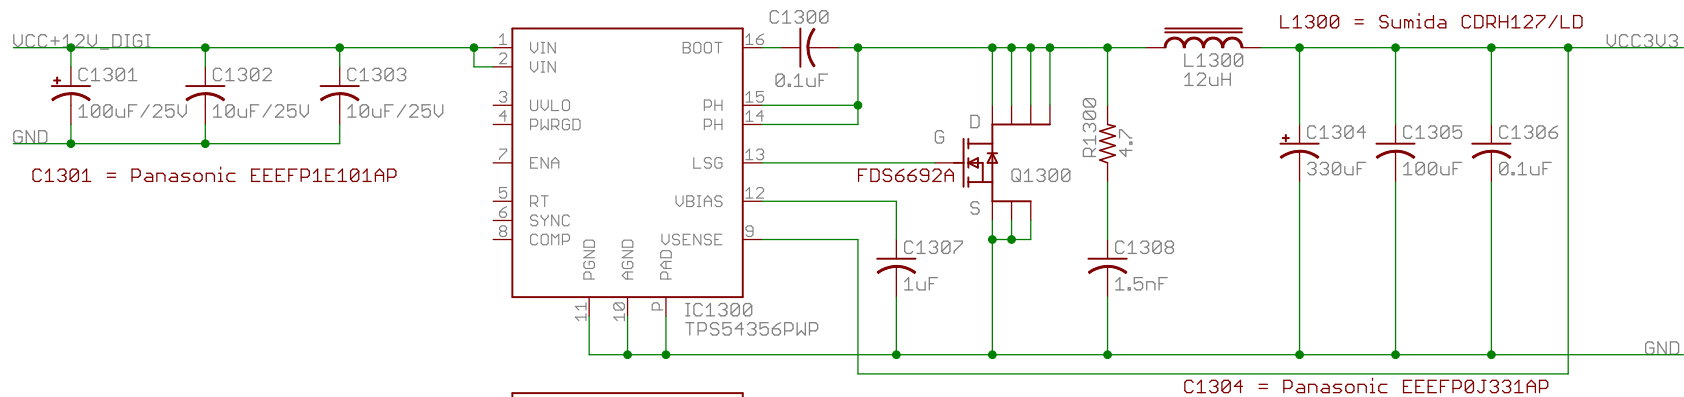 C1300
L1300 = Sumida CDRH127/LD
VCC+12V_DIGI
1 VIN BOOT 16
VCC3V3
2 VIN
L1300
12uH
C1301 C1302 C1303
0.1uF
100uF/25V 10uF/25V 10uF/25V
3 UVLO PH 15
4 PWRGD PH 14
D
R1300
4.7
GND
G
C1304 C1305 C1306
7 ENA LSG 13
330uF 100uF 0.1uF
C1301 = Panasonic EEEFP1E101AP
FDS6692A
Q1300
5 RT VBIAS 12
S
6 SYNC
8 COMP VSENSE 9
PGND AGND PAD
C1307 C1308
1uF 1.5nF
11 10 P
IC1300
TPS54356PWP
GND
C1304 = Panasonic EEEFP0J331AP